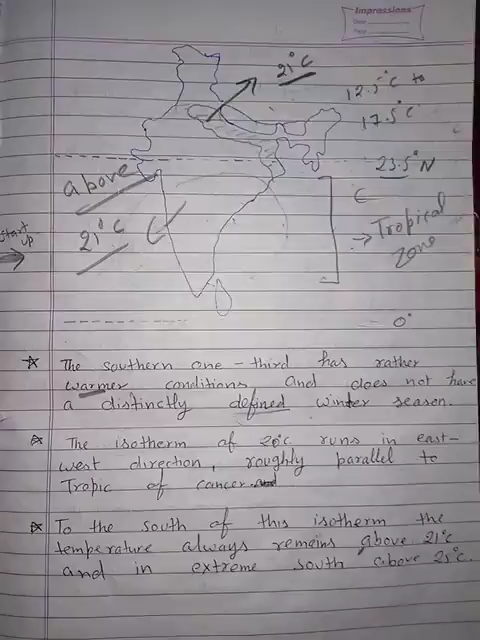 Impressions
Date
Page
21°C
12.5°C to
17.5°C
23.5°N
above
21°C
Start
up
→ Tropical
Zone
0°
☆ The southern one-third has rather
warmer conditions and does not have
a distinctly defined winter season.
☆ The isotherm of 20°C runs in east-
west direction, roughly parallel to
Tropic of cancer.
☆ To the south of this isotherm the
temperature always remains above 21°C
and in extreme south above 25°C.